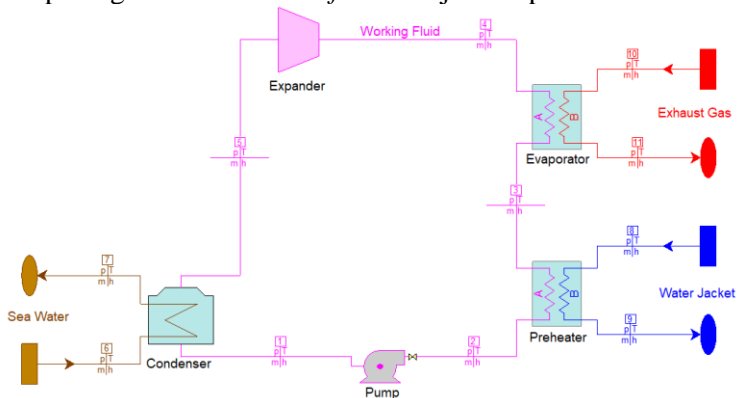 4
Working Fluid
p T
m h
Expander
10
p T
m h
Exhaust Gas
A
B
11
p T
m h
Evaporator
5
p T
m h
3
p T
m h
8
p T
m h
7
p T
m h
A
B
Water Jacket
9
p T
m h
Sea Water
6
p T
m h
Condenser
1
p T
m h
2
p T
m h
Preheater
Pump